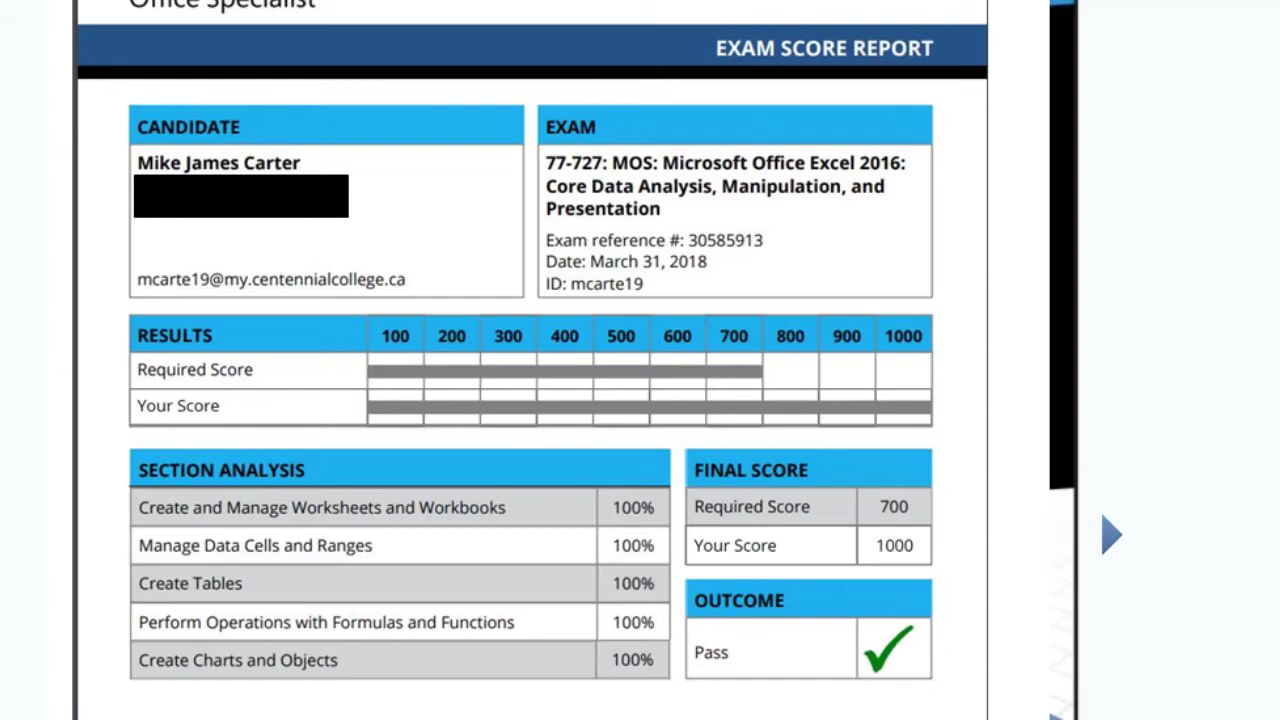 Office Specialist
EXAM SCORE REPORT
CANDIDATE
Mike James Carter
mcarte19@my.centennialcollege.ca
EXAM
77-727: MOS: Microsoft Office Excel 2016:
Core Data Analysis, Manipulation, and
Presentation
Exam reference #: 30585913
Date: March 31, 2018
ID: mcarte19
RESULTS 100 200 300 400 500 600 700 800 900 1000
Required Score
Your Score
SECTION ANALYSIS
Create and Manage Worksheets and Workbooks 100%
Manage Data Cells and Ranges 100%
Create Tables 100%
Perform Operations with Formulas and Functions 100%
Create Charts and Objects 100%
FINAL SCORE
Required Score 700
Your Score 1000
OUTCOME
Pass